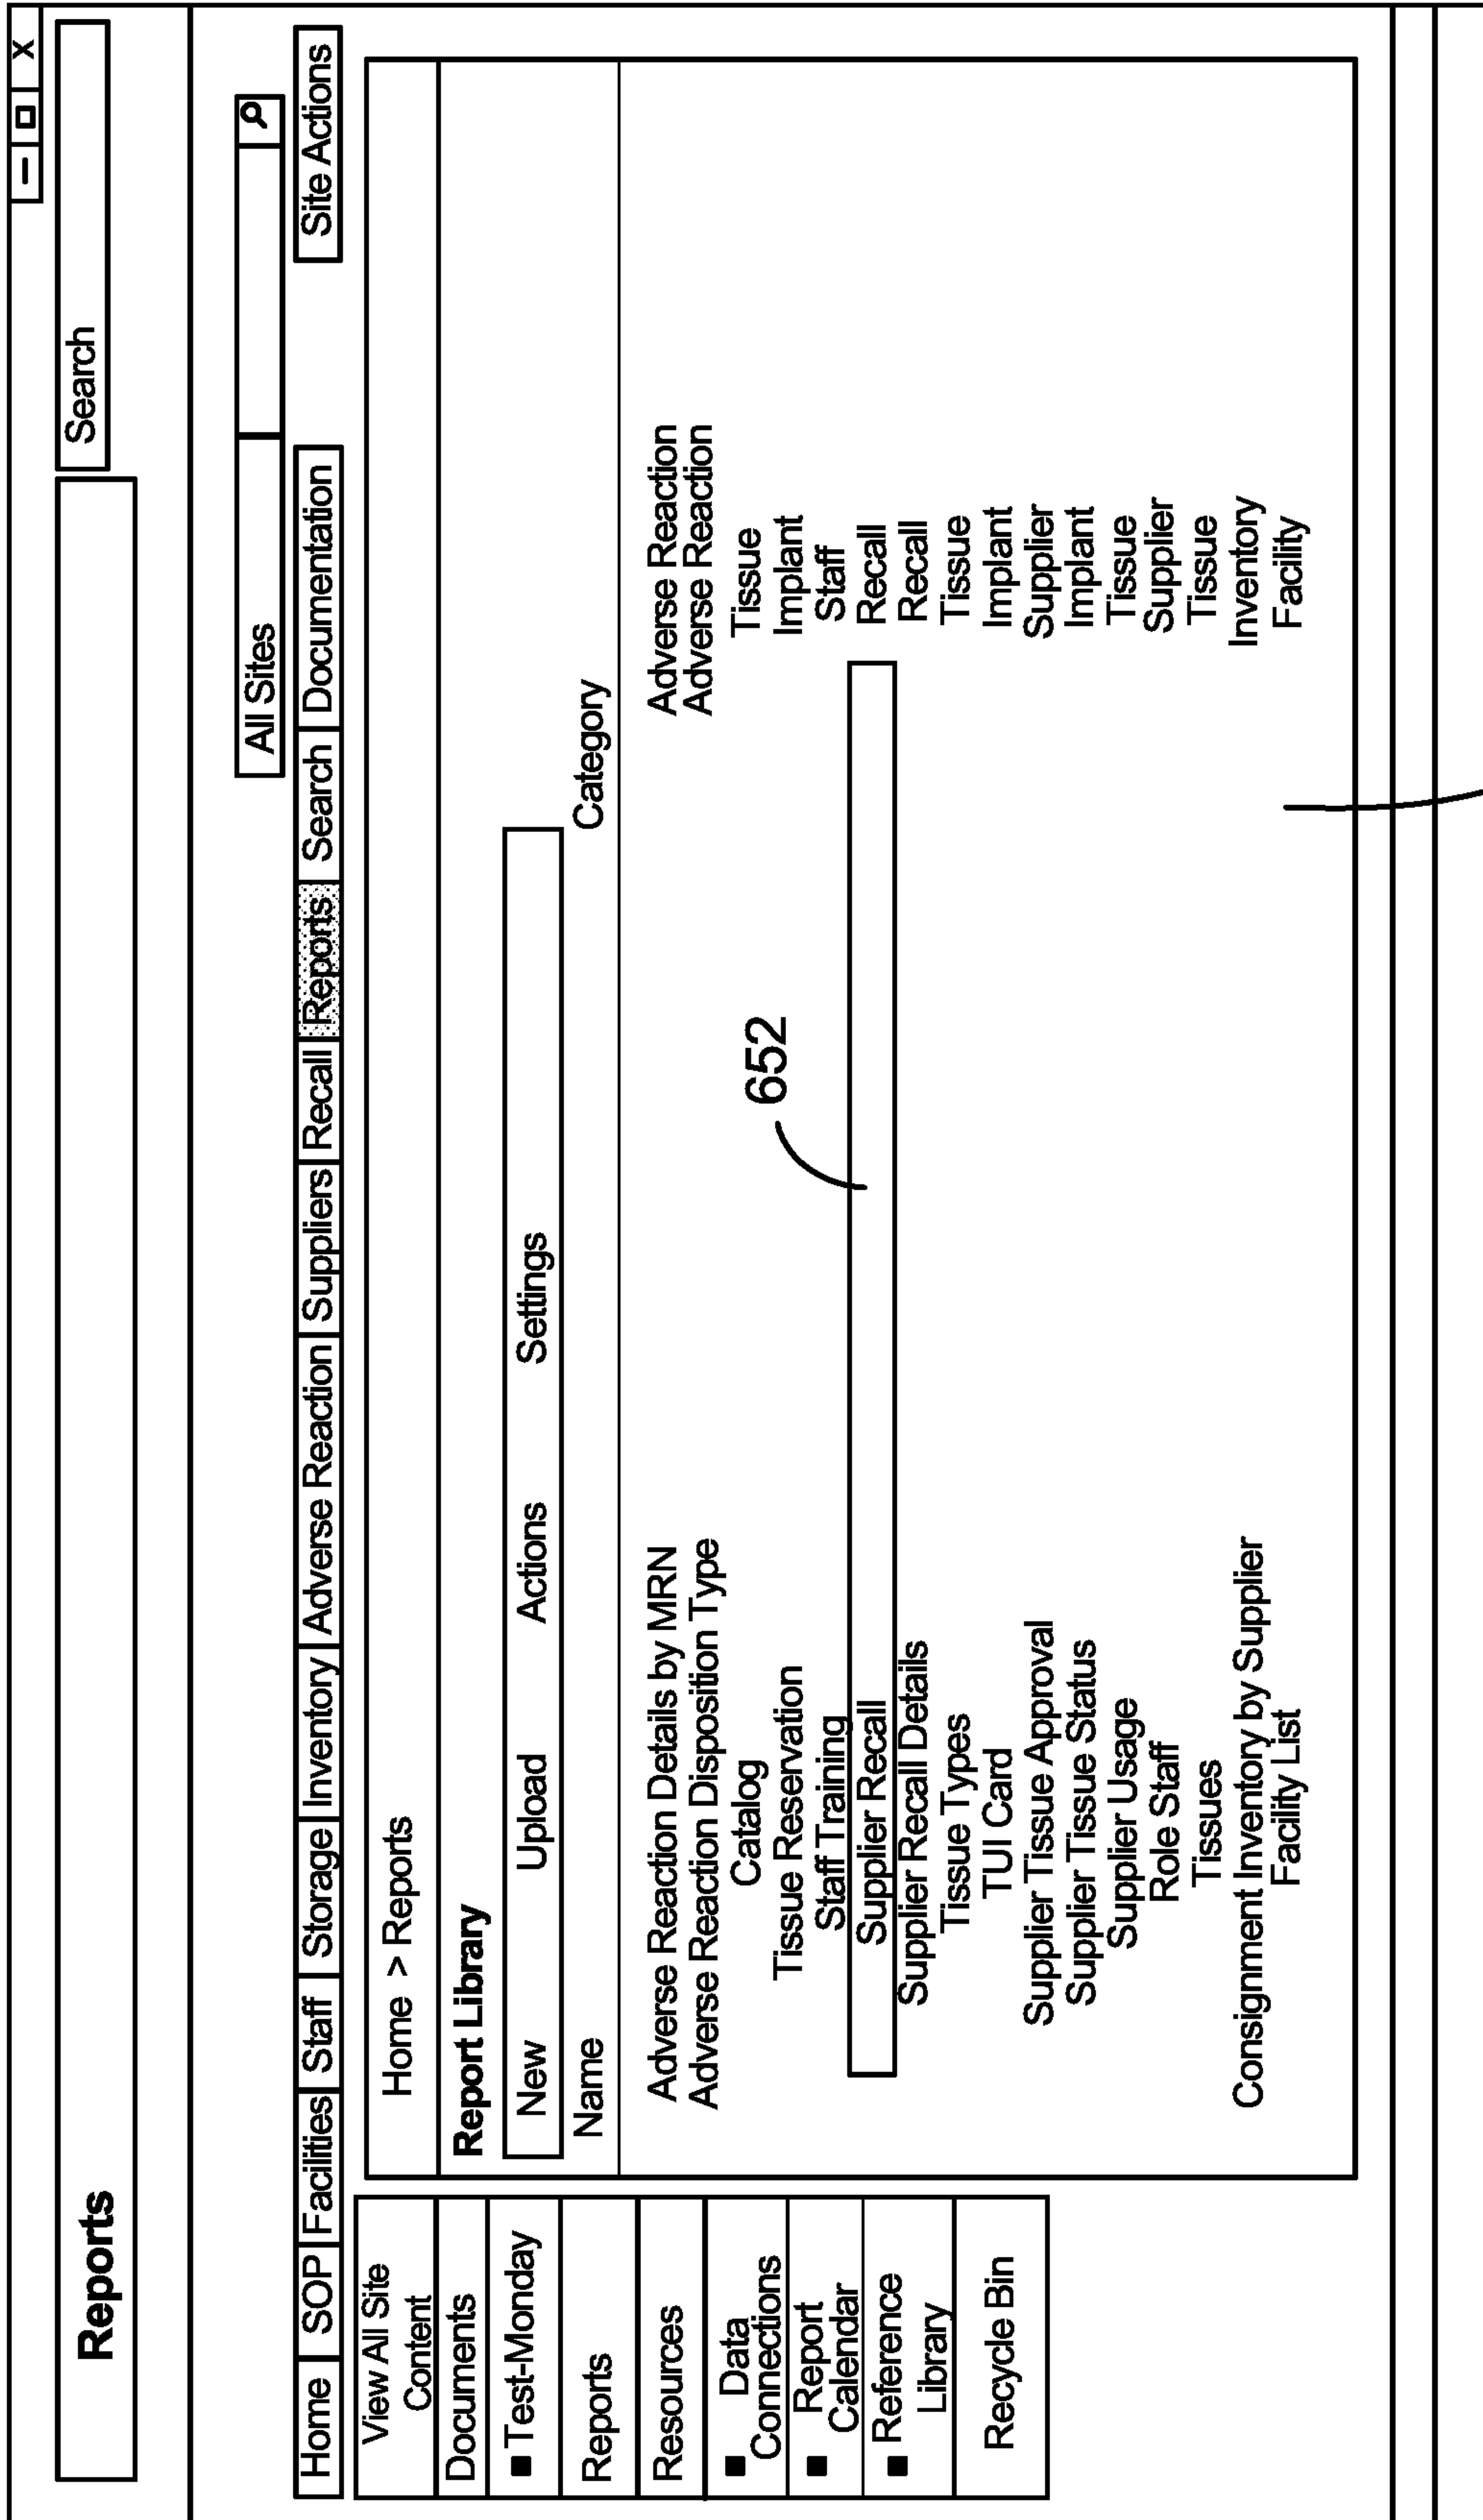 Reports
Search
All Sites
Home SOP Facilities Staff Storage Inventory Adverse Reaction Suppliers Recall Reports Search Documentation Site Actions
View All Site
Content
Documents
■ Test-Monday
Reports
Resources
■ Data
Connections
■ Report
Calendar
■ Reference
Library
Recycle Bin
Home > Reports
Report Library
New Upload Actions Settings
Name Category
Adverse Reaction Details by MRN Adverse Reaction
Adverse Reaction Disposition Type Adverse Reaction
Catalog Tissue
Tissue Reservation Implant
Staff Training Staff
Supplier Recall Recall
Supplier Recall Details Recall
Tissue Types Tissue
TUI Card Implant
Supplier Tissue Approval Supplier
Supplier Tissue Status Implant
Supplier Usage Tissue
Role Staff Supplier
Tissues Tissue
Consignment Inventory by Supplier Inventory
Facility List Facility
652